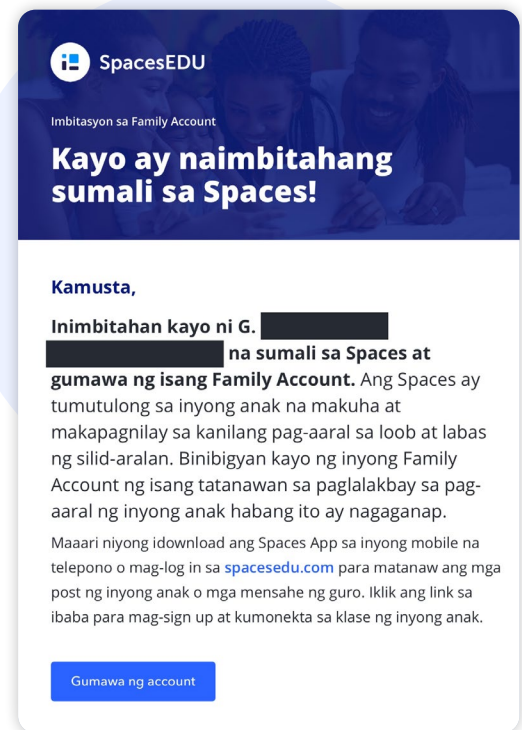 SpacesEDU
Imbitasyon sa Family Account
Kayo ay naimbitahang
sumali sa Spaces!
Kamusta,
Inimbitahan kayo ni G.
na sumali sa Spaces at
gumawa ng isang Family Account. Ang Spaces ay
tumutulong sa inyong anak na makuha at
makapagnilay sa kanilang pag-aaral sa loob at labas
ng silid-aralan. Binibigyan kayo ng inyong Family
Account ng isang tatanawan sa paglalakbay sa pag-
aaral ng inyong anak habang ito ay nagaganap.
Maaari niyong idownload ang Spaces App sa inyong mobile na
telepono o mag-log in sa spacesedu.com para matanaw ang mga
post ng inyong anak o mga mensahe ng guro. Iklik ang link sa
ibaba para mag-sign up at kumonekta sa klase ng inyong anak.
Gumawa ng account